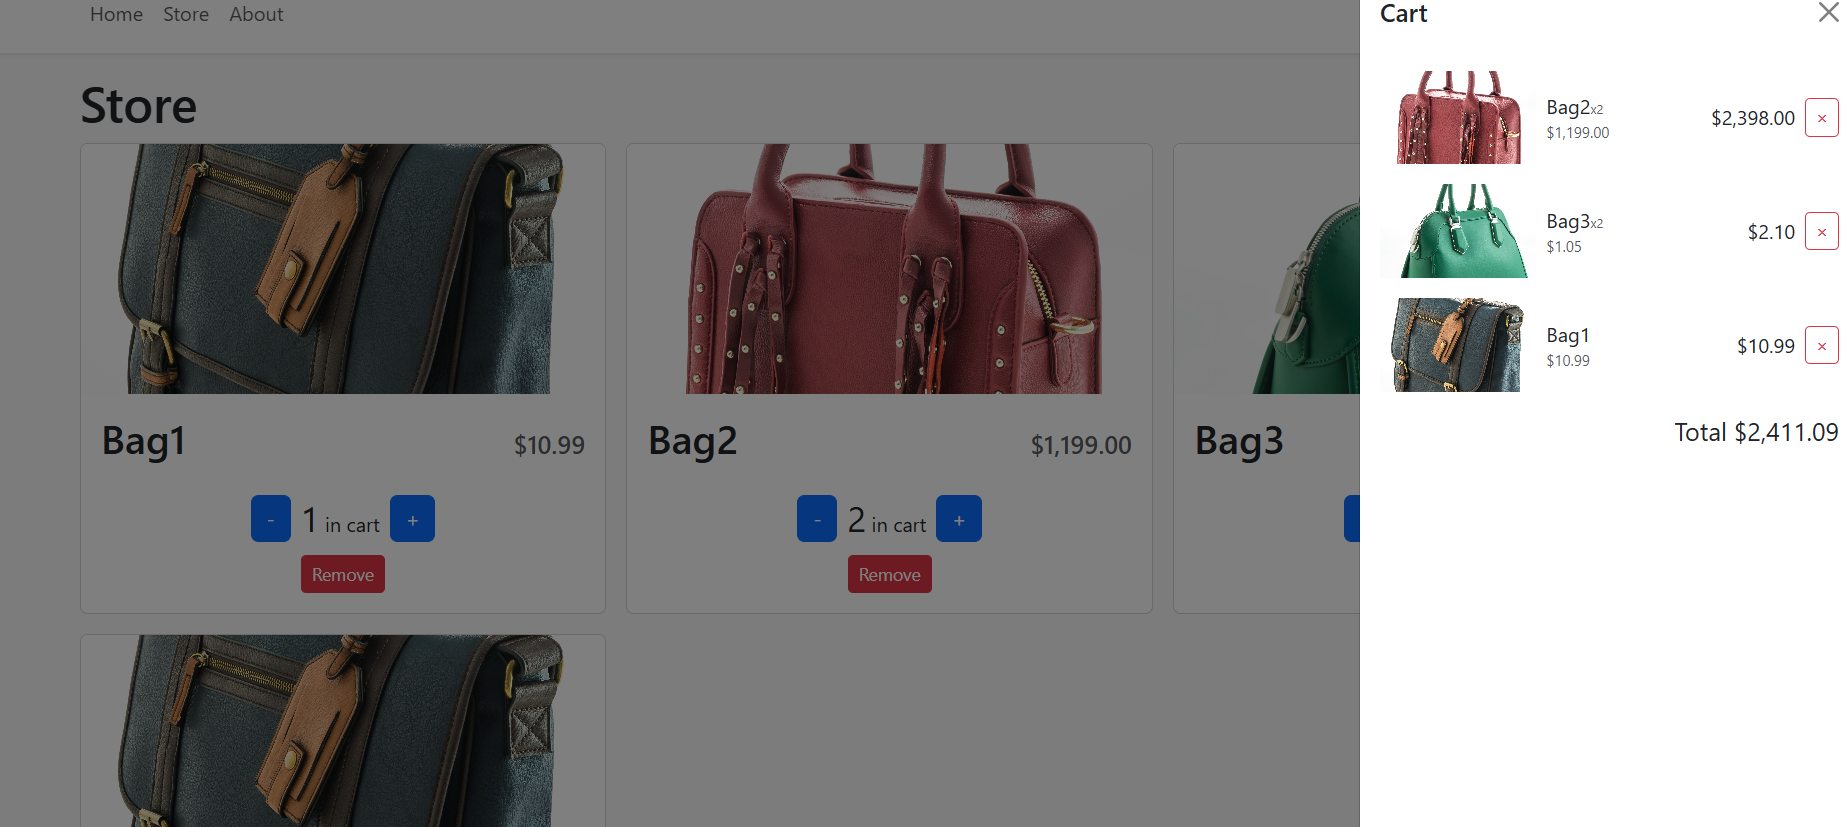 Home Store About
Store
Bag1 $10.99
- 1 in cart +
Remove
Bag2 $1,199.00
- 2 in cart +
Remove
Bag3
Cart
Bag2x2 $2,398.00 ×
$1,199.00
Bag3x2 $2.10 ×
$1.05
Bag1 $10.99 ×
$10.99
Total $2,411.09